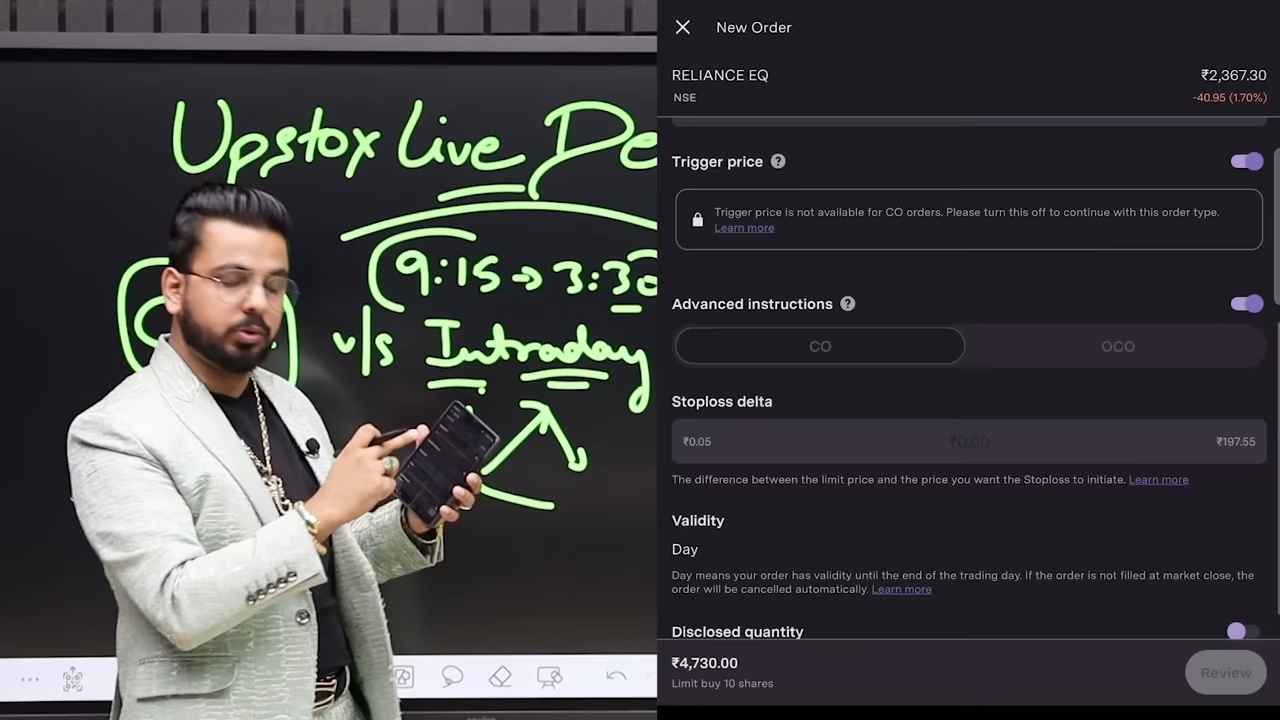 Upstox Live De
(9:15 → 3:30
v/s Intraday
New Order
RELIANCE EQ
₹2,367.30
NSE
-40.95 (1.70%)
Trigger price
Trigger price is not available for CO orders. Please turn this off to continue with this order type.
Learn more
Advanced instructions
CO
OCO
Stoploss delta
₹0.05
₹0.00
₹197.55
The difference between the limit price and the price you want the Stoploss to initiate. Learn more
Validity
Day
Day means your order has validity until the end of the trading day. If the order is not filled at market close, the
order will be cancelled automatically. Learn more
Disclosed quantity
₹4,730.00
Limit buy 10 shares
Review